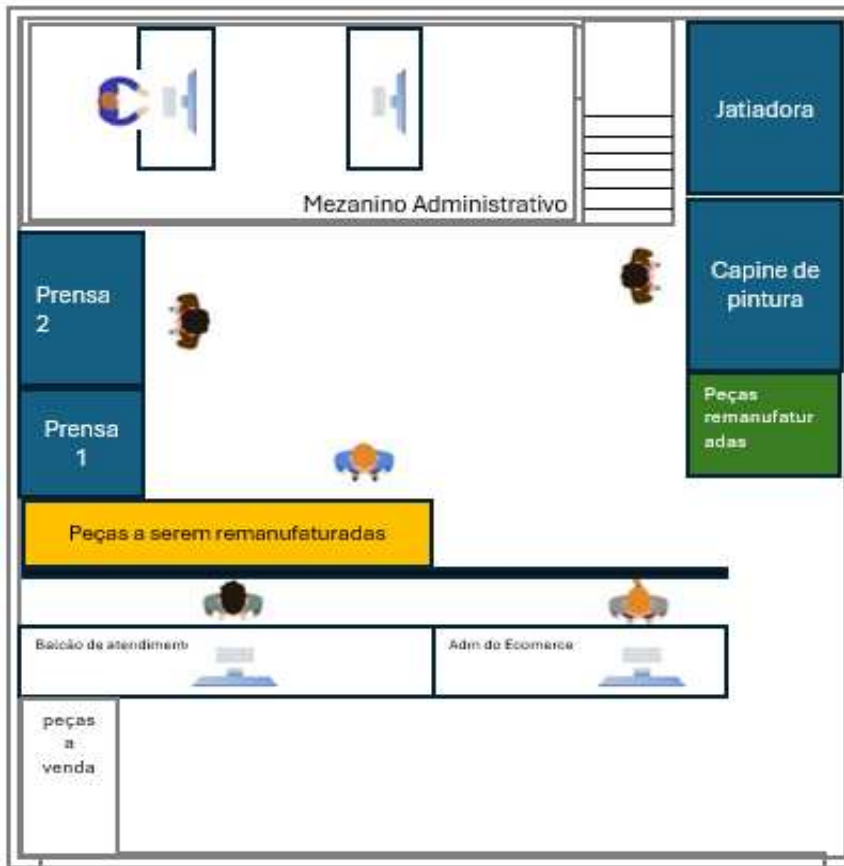 Jatiadora
Mezanino Administrativo
Prensa
2
Capine de
pintura
Prensa
1
Peças
remanufatur
adas
Peças a serem remanufaturadas
Balcão de atendimento
Adm do Ecomerce
peças
a
venda